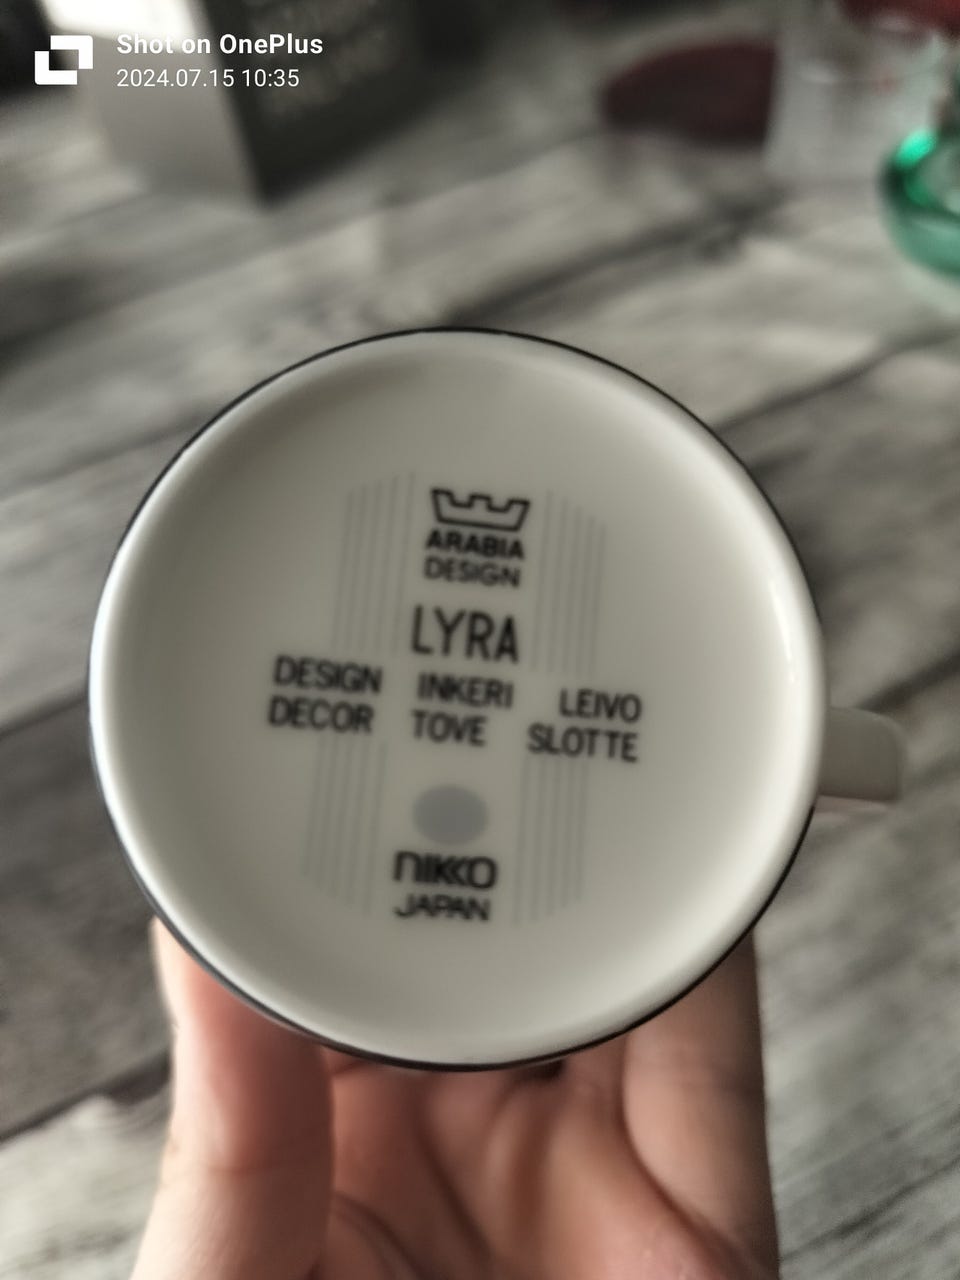 Shot on OnePlus
2024.07.15 10:35
ARABIA
DESIGN
LYRA
DESIGN INKERI LEIVO
DECOR TOVE SLOTTE
NIKKO
JAPAN